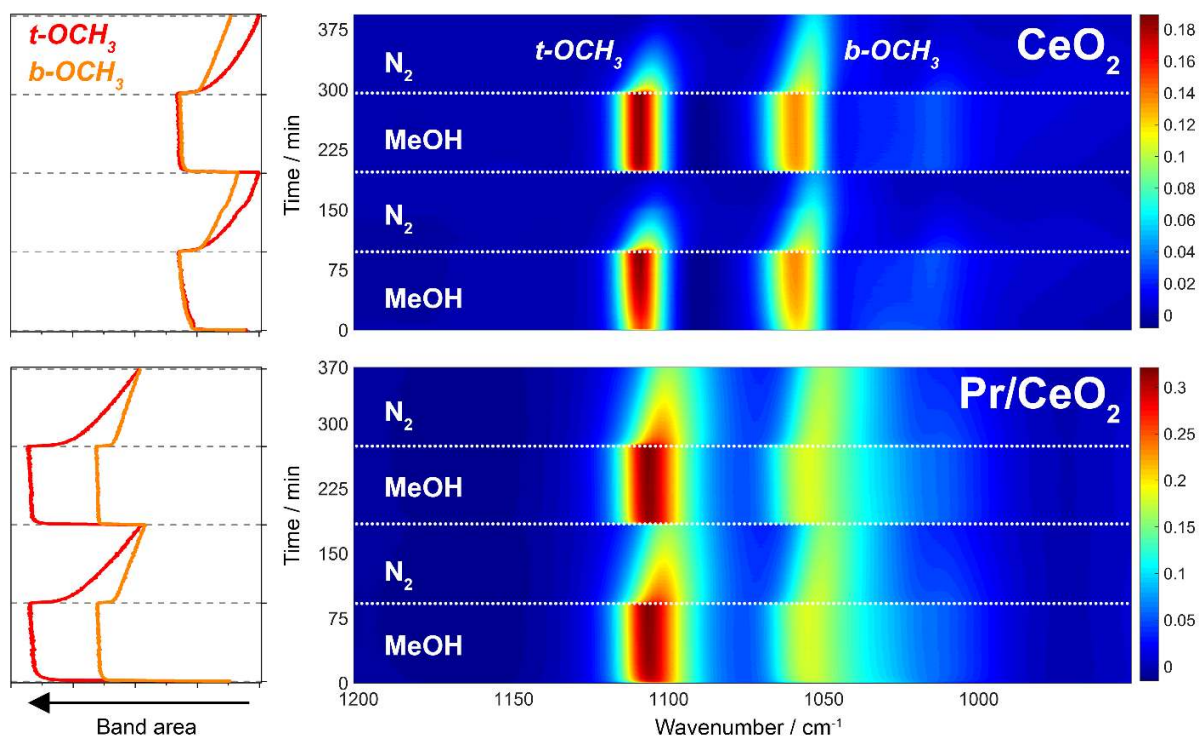 t-OCH₃
b-OCH₃
Time / min
375
300
225
150
75
0
N₂
MeOH
N₂
MeOH
t-OCH₃
b-OCH₃
CeO₂
0.18
0.16
0.14
0.12
0.10
0.08
0.06
0.04
0.02
0
Time / min
370
300
225
150
75
0
N₂
MeOH
N₂
MeOH
Pr/CeO₂
0.3
0.25
0.2
0.15
0.1
0.05
0
1200
1150
1100
1050
1000
Band area
Wavenumber / cm⁻¹